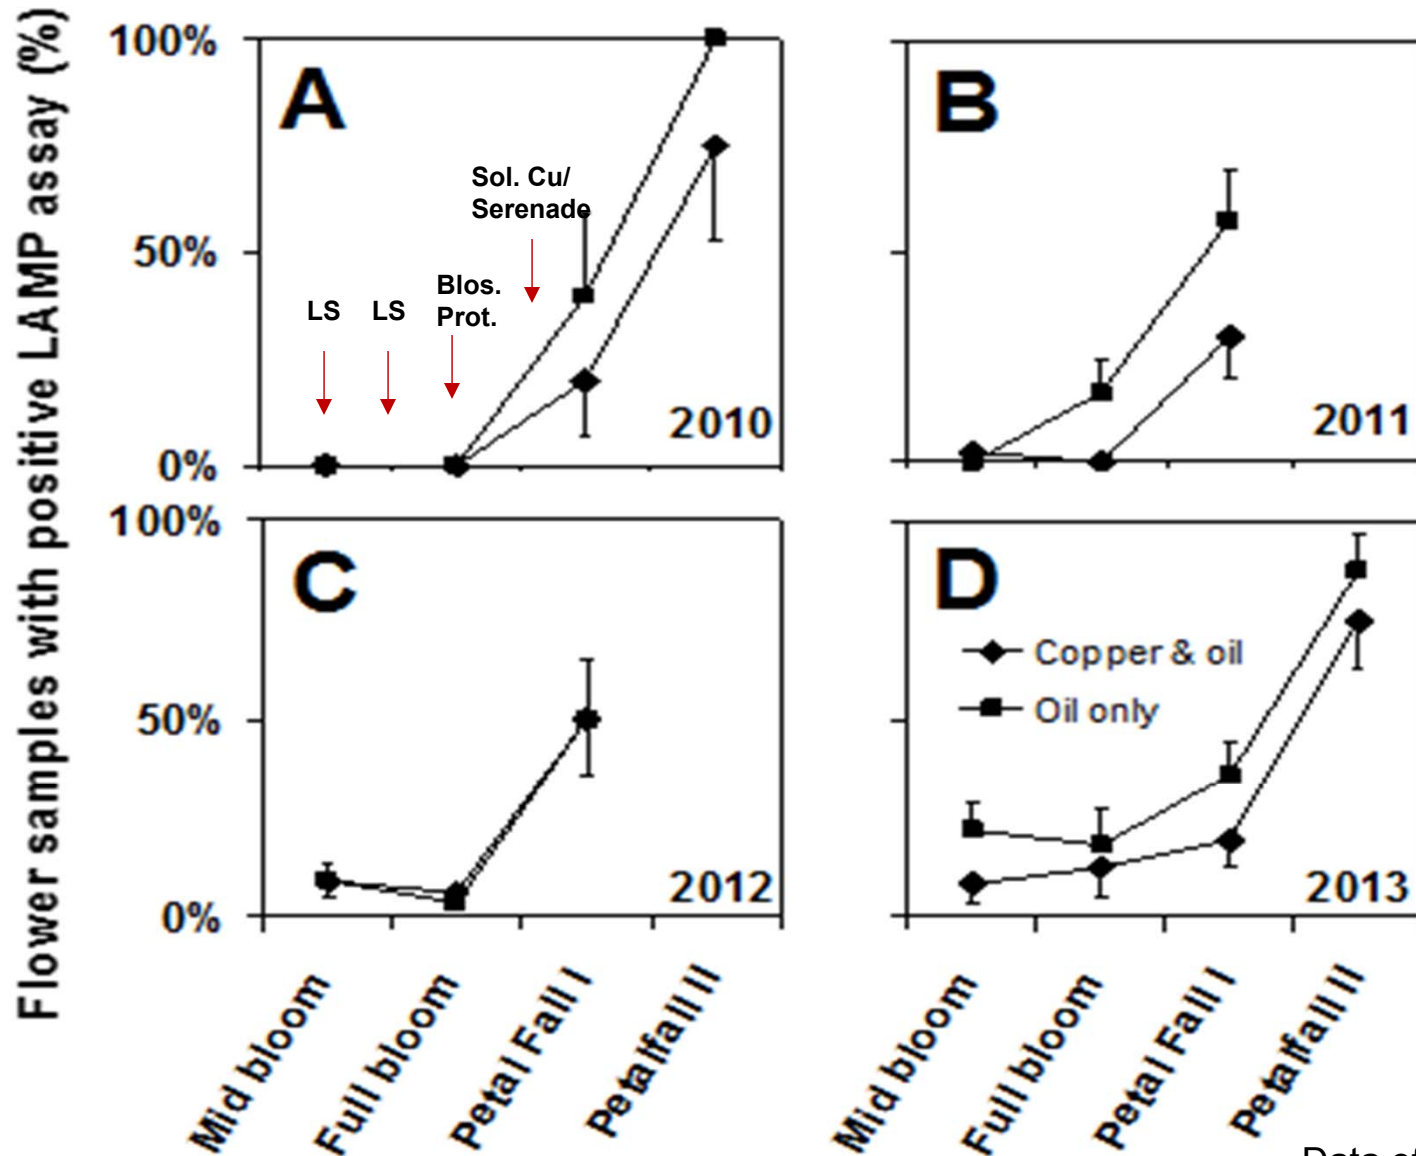 Flower samples with positive LAMP assay (%)
100%
50%
0%
A
LS
LS
Blos.
Prot.
Sol. Cu/
Serenade
2010
B
2011
100%
50%
0%
C
2012
D
Copper & oil
Oil only
2013
Mid bloom
Full bloom
Petal Fall I
Petalfall II
Mid bloom
Full bloom
Petal Fall I
Petalfall II